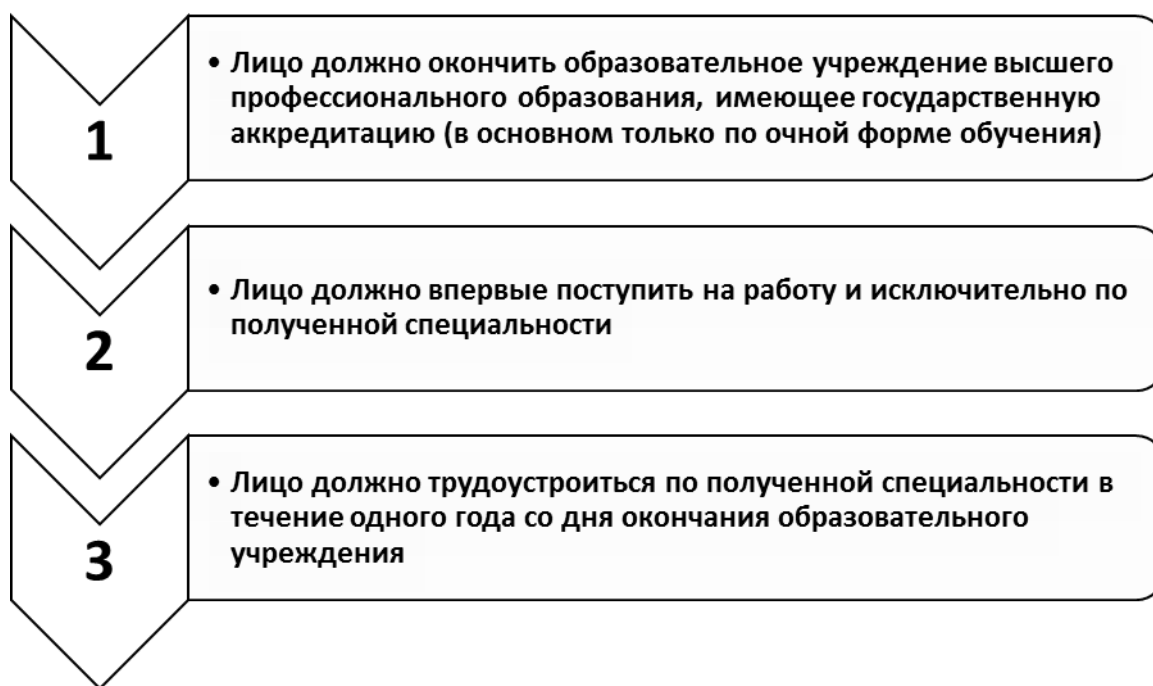 1
• Лицо должно окончить образовательное учреждение высшего
профессионального образования, имеющее государственную
аккредитацию (в основном только по очной форме обучения)
2
• Лицо должно впервые поступить на работу и исключительно по
полученной специальности
3
• Лицо должно трудоустроиться по полученной специальности в
течение одного года со дня окончания образовательного
учреждения